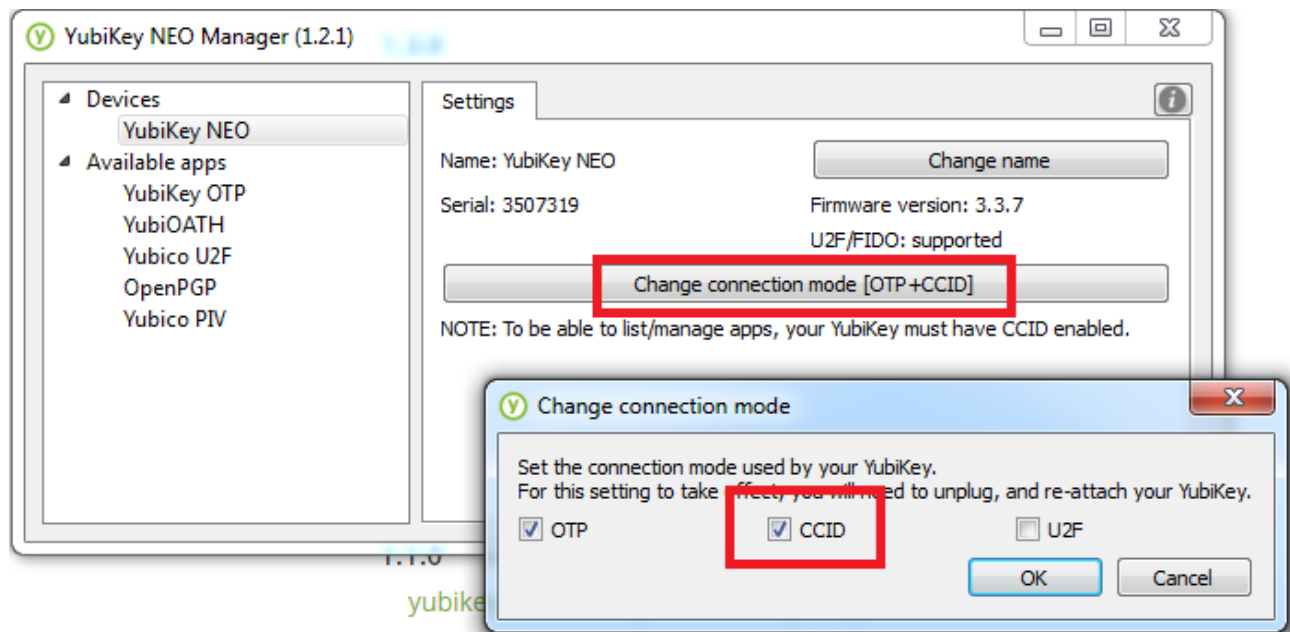 YubiKey NEO Manager (1.2.1)
Devices
YubiKey NEO
Available apps
YubiKey OTP
YubiOATH
Yubico U2F
OpenPGP
Yubico PIV
Settings
Name: YubiKey NEO
Change name
Serial: 3507319
Firmware version: 3.3.7
U2F/FIDO: supported
Change connection mode [OTP+CCID]
NOTE: To be able to list/manage apps, your YubiKey must have CCID enabled.
Change connection mode
Set the connection mode used by your YubiKey.
For this setting to take effect, you will need to unplug, and re-attach your YubiKey.
OTP
CCID
U2F
OK
Cancel
1.1.0
yubike